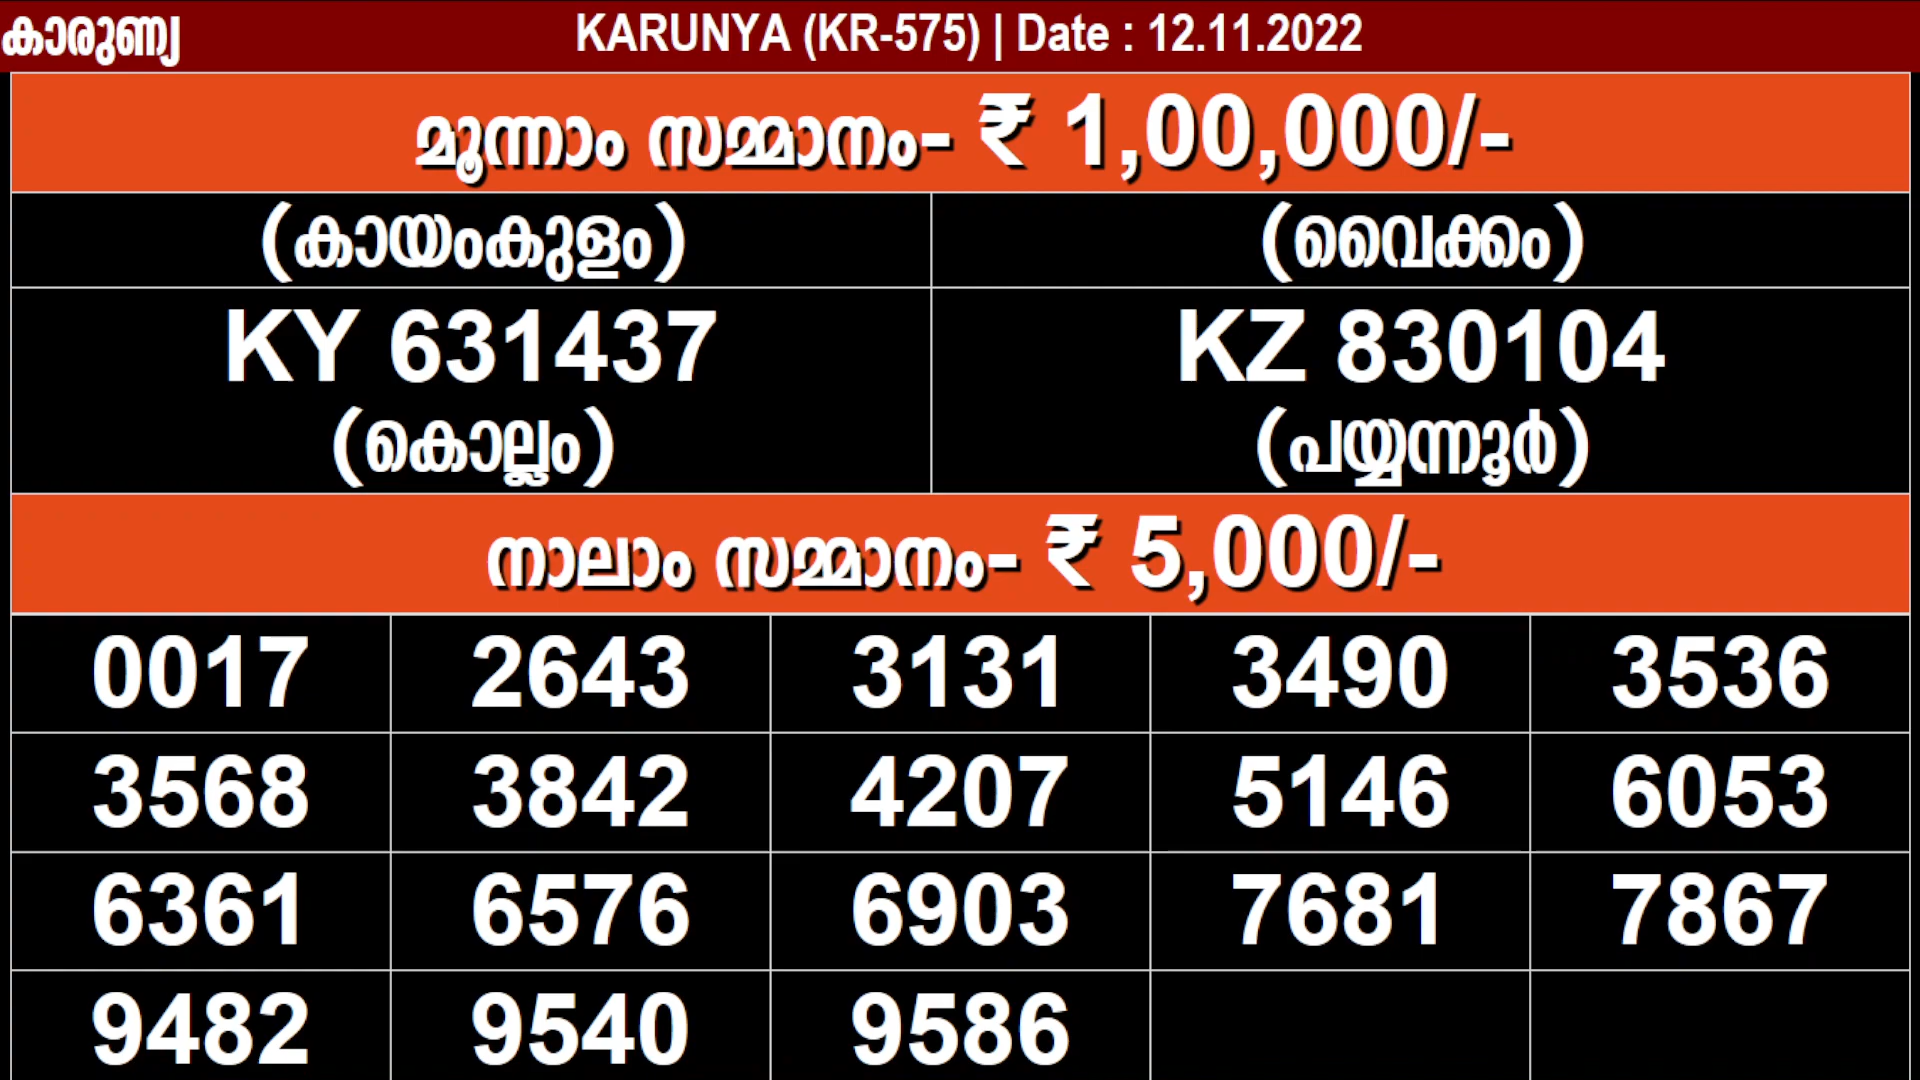 കാരുണ്യ KARUNYA (KR-575) | Date : 12.11.2022
മൂന്നാം സമ്മാനം- ₹ 1,00,000/-
(കായംകുളം) (വൈക്കം)
KY 631437 KZ 830104
(കൊല്ലം) (പയ്യന്നൂർ)
നാലാം സമ്മാനം- ₹ 5,000/-
0017 2643 3131 3490 3536
3568 3842 4207 5146 6053
6361 6576 6903 7681 7867
9482 9540 9586